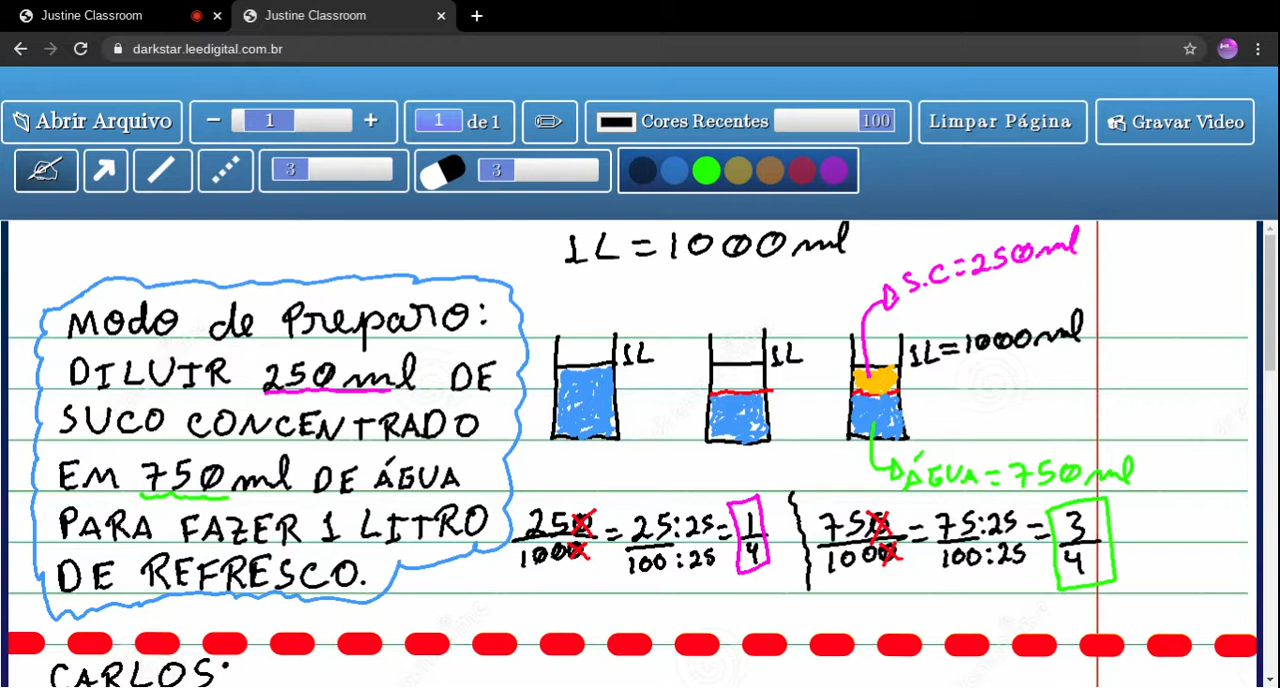 Justine Classroom
Justine Classroom
darkstar.leedigital.com.br
Abrir Arquivo
− 1 +
1 de 1
Cores Recentes 100
Limpar Página
Gravar Video
3
3
1L = 1000ml
S.C = 250ml
Modo de Preparo:
DILUIR 250ml DE
SUCO CONCENTRADO
EM 750ml DE ÁGUA
PARA FAZER 1 LITRO
DE REFRESCO.
1L
1L
1L = 1000ml
ÁGUA = 750ml
250/1000 = 25:25/100:25 = 1/4
750/1000 = 75:25/100:25 = 3/4
CARLOS: